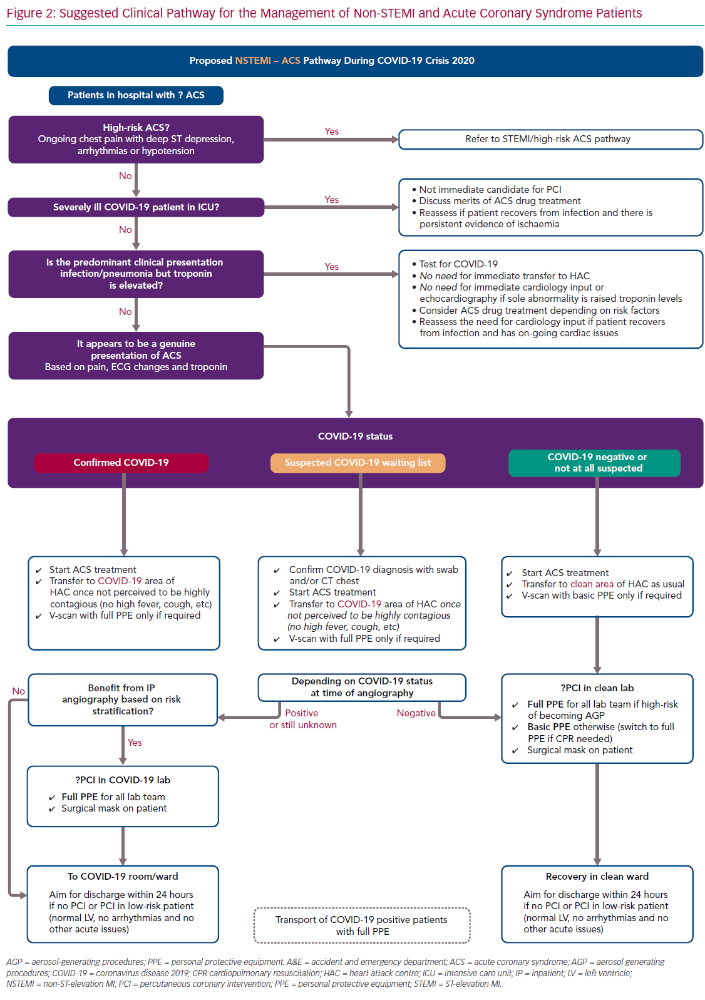 Figure 2: Suggested Clinical Pathway for the Management of Non-STEMI and Acute Coronary Syndrome Patients
Proposed NSTEMI – ACS Pathway During COVID-19 Crisis 2020
Patients in hospital with ? ACS
High-risk ACS?
Ongoing chest pain with deep ST depression,
arrhythmias or hypotension
Yes
Refer to STEMI/high-risk ACS pathway
No
Severely ill COVID-19 patient in ICU?
Yes
• Not immediate candidate for PCI
• Discuss merits of ACS drug treatment
• Reassess if patient recovers from infection and there is
persistent evidence of ischaemia
No
Is the predominant clinical presentation
infection/pneumonia but troponin
is elevated?
Yes
• Test for COVID-19
• No need for immediate transfer to HAC
• No need for immediate cardiology input or
echocardiography if sole abnormality is raised troponin levels
• Consider ACS drug treatment depending on risk factors
• Reassess the need for cardiology input if patient recovers
from infection and has on-going cardiac issues
No
It appears to be a genuine
presentation of ACS
Based on pain, ECG changes and troponin
COVID-19 status
Confirmed COVID-19
Suspected COVID-19 waiting list
COVID-19 negative or
not at all suspected
✓ Start ACS treatment
✓ Transfer to COVID-19 area of
HAC once not perceived to be highly
contagious (no high fever, cough, etc)
✓ V-scan with full PPE only if required
✓ Confirm COVID-19 diagnosis with swab
and/or CT chest
✓ Start ACS treatment
✓ Transfer to COVID-19 area of HAC once
not perceived to be highly contagious
(no high fever, cough, etc)
✓ V-scan with full PPE only if required
✓ Start ACS treatment
✓ Transfer to clean area of HAC as usual
✓ V-scan with basic PPE only if required
No
Benefit from IP
angiography based on risk
stratification?
Depending on COVID-19 status
at time of angiography
Positive
or still unknown
Negative
?PCI in clean lab
✓ Full PPE for all lab team if high-risk
of becoming AGP
✓ Basic PPE otherwise (switch to full
PPE if CPR needed)
✓ Surgical mask on patient
Yes
?PCI in COVID-19 lab
✓ Full PPE for all lab team
✓ Surgical mask on patient
To COVID-19 room/ward
Aim for discharge within 24 hours
if no PCI or PCI in low-risk patient
(normal LV, no arrhythmias and no
other acute issues)
Transport of COVID-19 positive patients
with full PPE
Recovery in clean ward
Aim for discharge within 24 hours
if no PCI or PCI in low-risk patient
(normal LV, no arrhythmias and no
other acute issues)
AGP = aerosol-generating procedures; PPE = personal protective equipment. A&E = accident and emergency department; ACS = acute coronary syndrome; AGP = aerosol generating
procedures; COVID-19 = coronavirus disease 2019; CPR cardiopulmonary resuscitation; HAC = heart attack centre; ICU = intensive care unit; IP = inpatient; LV = left ventricle;
NSTEMI = non-ST-elevation MI; PCI = percutaneous coronary intervention; PPE = personal protective equipment; STEMI = ST-elevation MI.